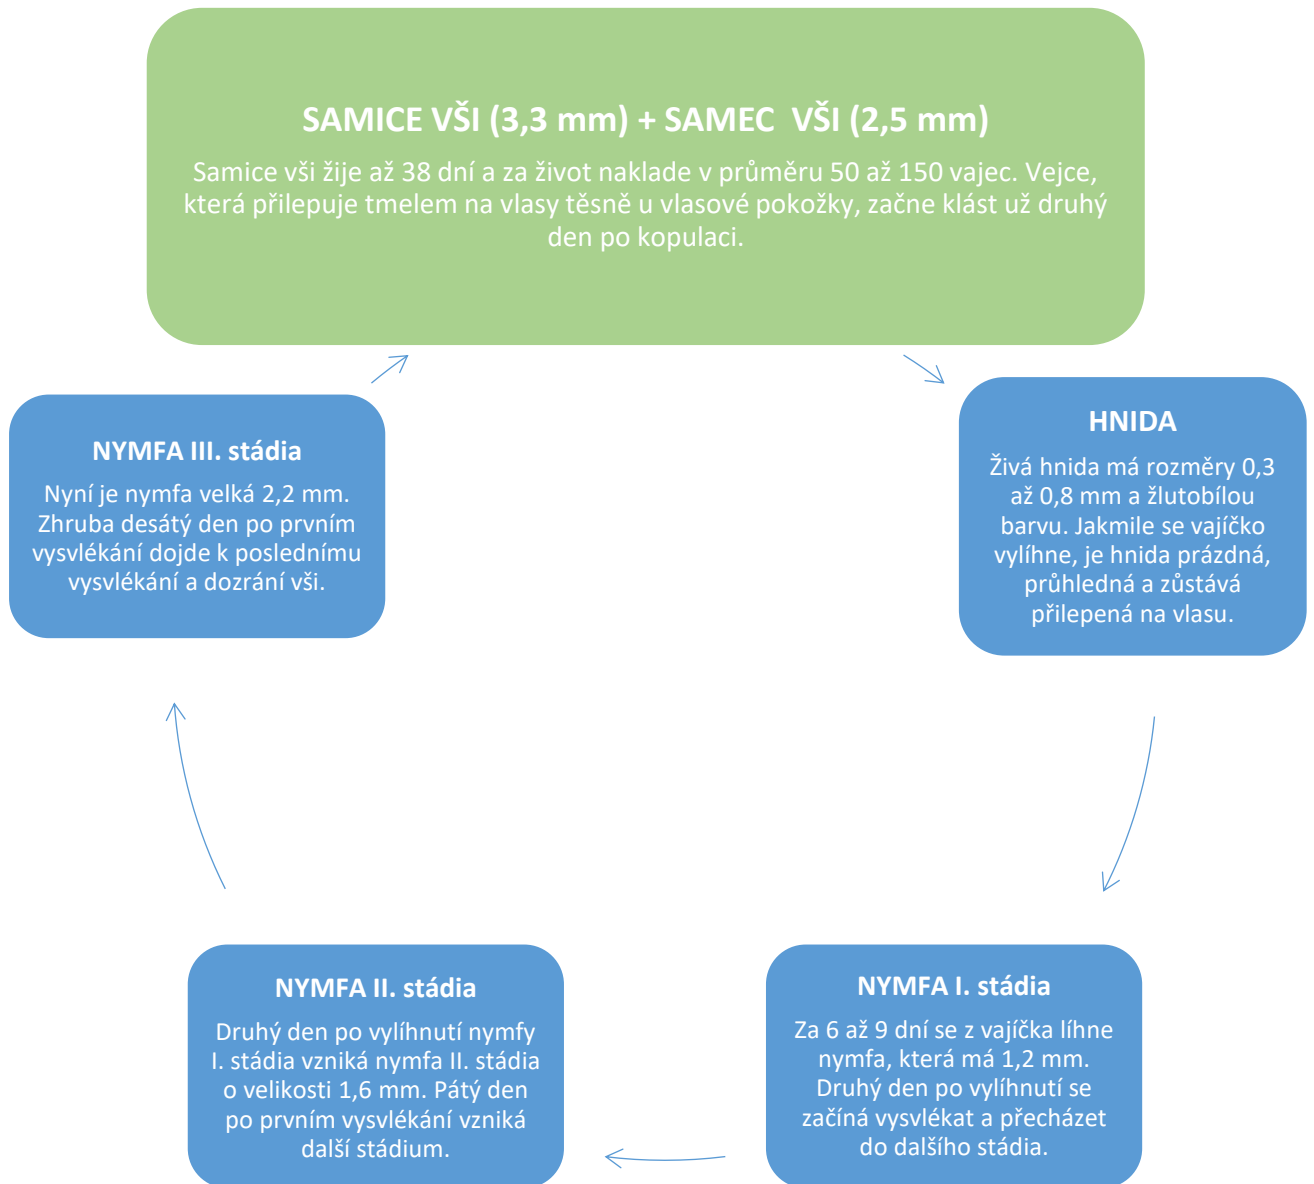 SAMICE VŠI (3,3 mm) + SAMEC  VŠI (2,5 mm)
Samice vši žije až 38 dní a za život naklade v průměru 50 až 150 vajec. Vejce,
která přilepuje tmelem na vlasy těsně u vlasové pokožky, začne klást už druhý
den po kopulaci.
HNIDA
Živá hnida má rozměry 0,3
až 0,8 mm a žlutobílou
barvu. Jakmile se vajíčko
vylíhne, je hnida prázdná,
průhledná a zůstává
přilepená na vlasu.
NYMFA I. stádia
Za 6 až 9 dní se z vajíčka líhne
nymfa, která má 1,2 mm.
Druhý den po vylíhnutí se
začíná vysvlékat a přecházet
do dalšího stádia.
NYMFA II. stádia
Druhý den po vylíhnutí nymfy
I. stádia vzniká nymfa II. stádia
o velikosti 1,6 mm. Pátý den
po prvním vysvlékání vzniká
další stádium.
NYMFA III. stádia
Nyní je nymfa velká 2,2 mm.
Zhruba desátý den po prvním
vysvlékání dojde k poslednímu
vysvlékání a dozrání vši.